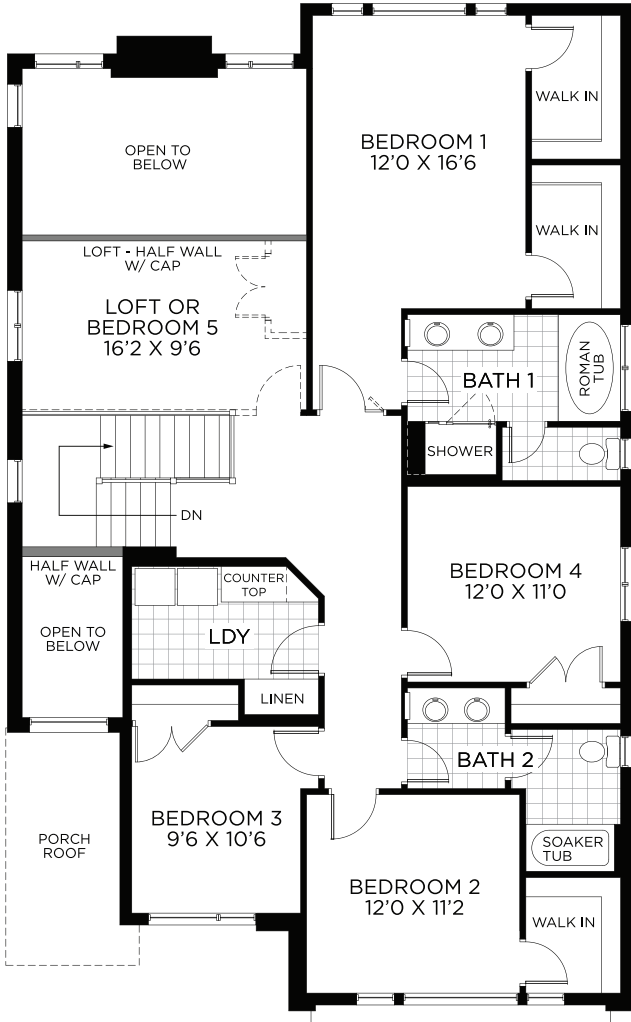 WALK IN
BEDROOM 1
12'0 X 16'6
OPEN TO
BELOW
WALK IN
LOFT - HALF WALL
W/ CAP
LOFT OR
BEDROOM 5
16'2 X 9'6
ROMAN
TUB
BATH 1
SHOWER
DN
HALF WALL
W/ CAP
COUNTER
TOP
BEDROOM 4
12'0 X 11'0
OPEN TO
BELOW
LDY
LINEN
BATH 2
BEDROOM 3
9'6 X 10'6
PORCH
ROOF
SOAKER
TUB
BEDROOM 2
12'0 X 11'2
WALK IN